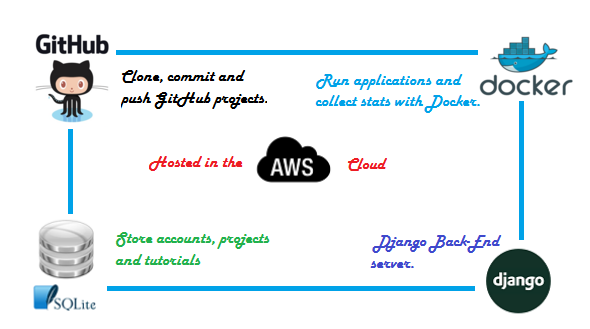 GitHub
Clone, commit and
push GitHub projects.
Run applications and
collect stats with Docker.
docker
Hosted in the
AWS
Cloud
Store accounts, projects
and tutorials
SQLite
Django Back-End
server.
django